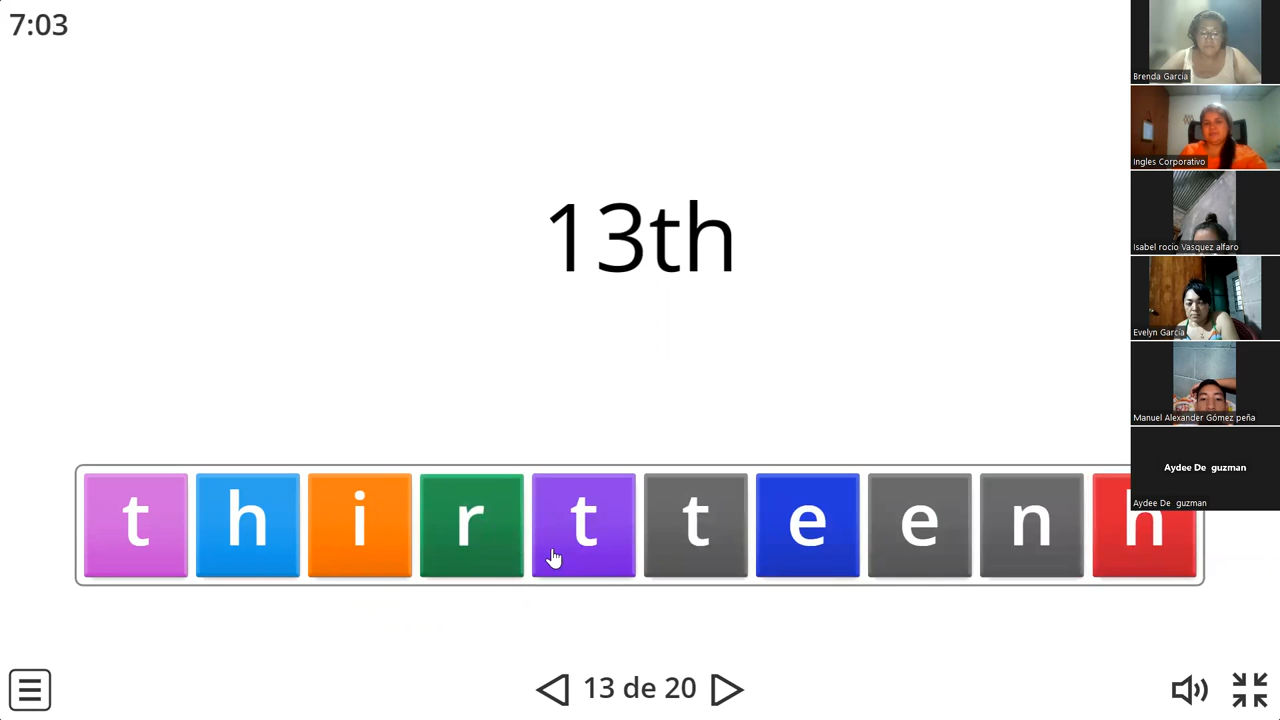 7:03
13th
t h i r t t e e n h
13 de 20
Brenda Garcia
Ingles Corporativo
Isabel rocio Vasquez alfaro
Evelyn Garcia
Manuel Alexander Gómez peña
Aydee De guzman
Aydee De guzman